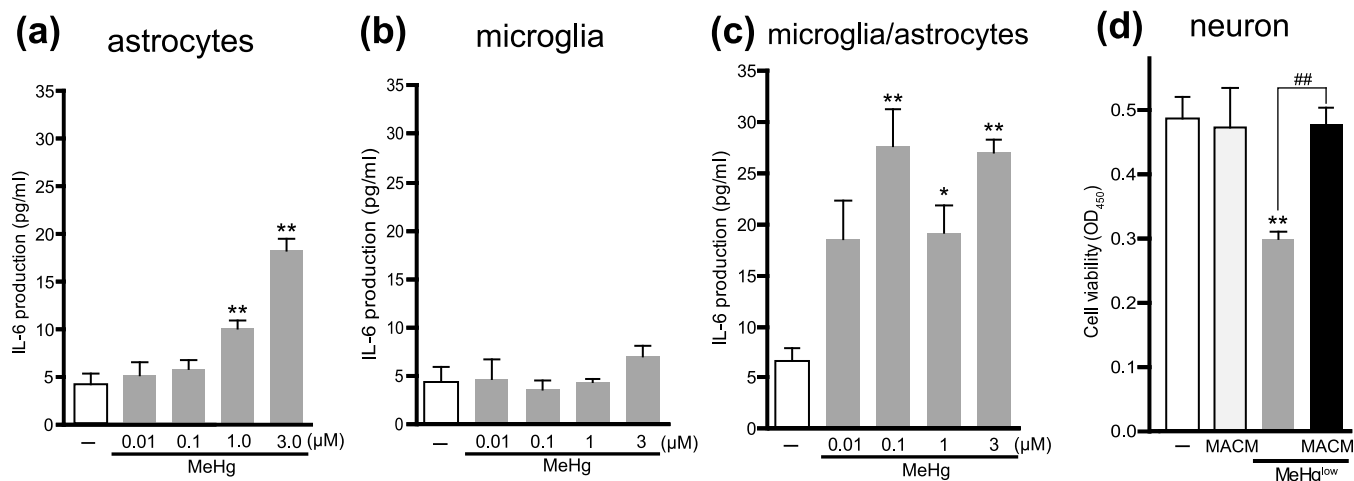 (a) astrocytes
IL-6 production (pg/ml)
35
30
25
20
15
10
5
0
**
**
– 0.01 0.1 1.0 3.0 (μM)
MeHg
(b) microglia
IL-6 production (pg/ml)
35
30
25
20
15
10
5
0
– 0.01 0.1 1 3 (μM)
MeHg
(c) microglia/astrocytes
IL-6 production (pg/ml)
35
30
25
20
15
10
5
0
**
*
**
– 0.01 0.1 1 3 (μM)
MeHg
(d) neuron
Cell viability (OD450)
0.5
0.4
0.3
0.2
0.1
0.0
##
**
– MACM MACM
MeHglow